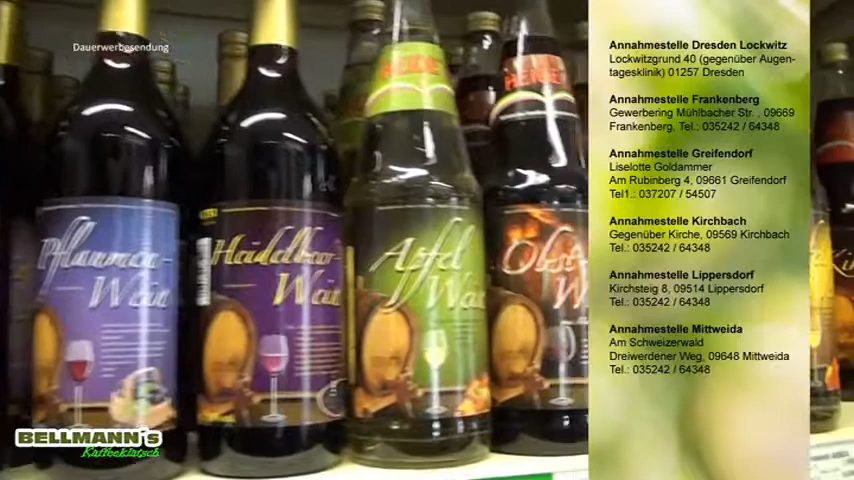 Dauerwerbesendung
HEIDE
Pflaumen-
Wein
Heidelbeer-
Wein
Apfel
Wein
Obst
W
Annahmestelle Dresden Lockwitz
Lockwitzgrund 40 (gegenüber Augen-
tagesklinik) 01257 Dresden
Annahmestelle Frankenberg
Gewerbering Mühlbacher Str. , 09669
Frankenberg, Tel.: 035242 / 64348
Annahmestelle Greifendorf
Liselotte Goldammer
Am Rubinberg 4, 09661 Greifendorf
Tel1.: 037207 / 54507
Annahmestelle Kirchbach
Gegenüber Kirche, 09569 Kirchbach
Tel.: 035242 / 64348
Annahmestelle Lippersdorf
Kirchsteig 8, 09514 Lippersdorf
Tel.: 035242 / 64348
Annahmestelle Mittweida
Am Schweizerwald
Dreiwerdener Weg, 09648 Mittweida
Tel.: 035242 / 64348
BELLMANN's
Kaffeeklatsch